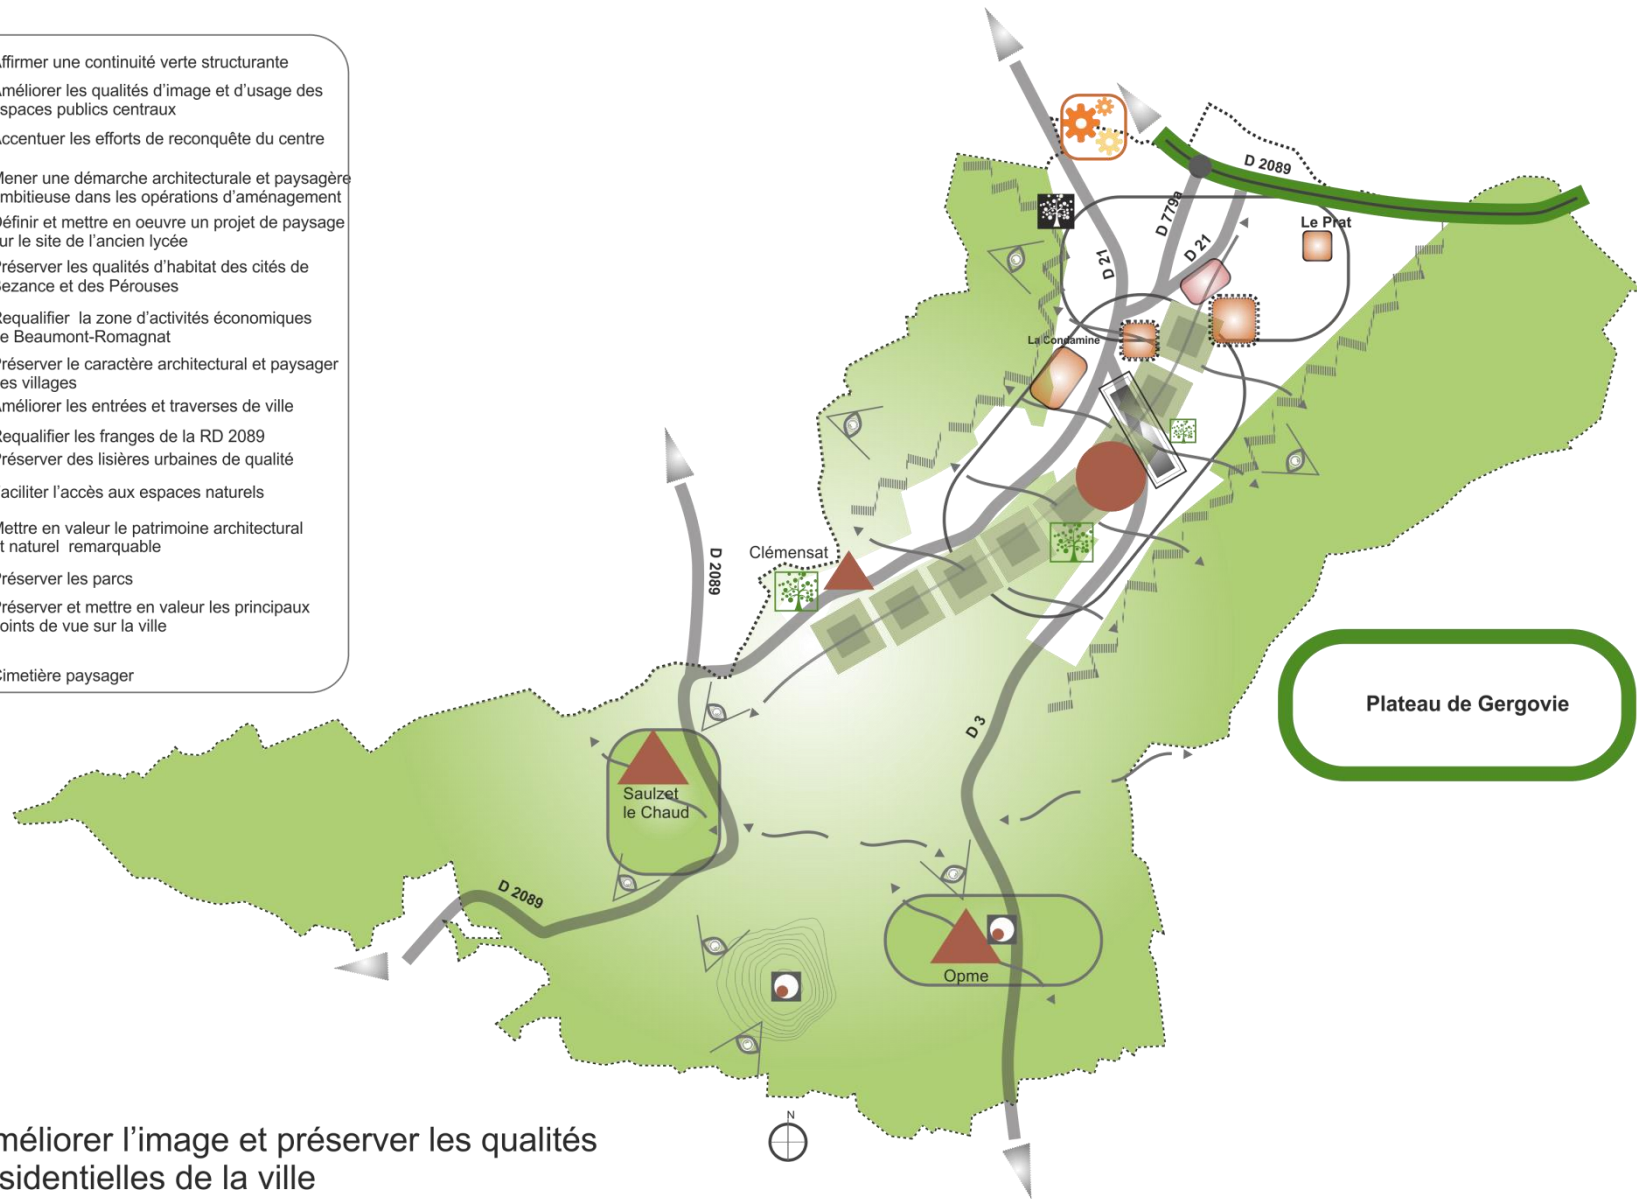 ffirmer une continuité verte structurante
méliorer les qualités d'image et d'usage des
spaces publics centraux
ccentuer les efforts de reconquête du centre
Mener une démarche architecturale et paysagère
mbitieuse dans les opérations d'aménagement
éfinir et mettre en oeuvre un projet de paysage
ur le site de l'ancien lycée
réserver les qualités d'habitat des cités de
ezance et des Pérouses
equalifier la zone d'activités économiques
e Beaumont-Romagnat
réserver le caractère architectural et paysager
es villages
méliorer les entrées et traverses de ville
equalifier les franges de la RD 2089
réserver des lisières urbaines de qualité
aciliter l'accès aux espaces naturels
Mettre en valeur le patrimoine architectural
t naturel remarquable
réserver les parcs
réserver et mettre en valeur les principaux
oints de vue sur la ville
Cimetière paysager
D 2089
D 779a
D 21
D 21
Le Prat
La Condamine
Clémensat
D 2089
Plateau de Gergovie
D 3
Saulzet
le Chaud
D 2089
Opme
N
méliorer l'image et préserver les qualités
sidentielles de la ville